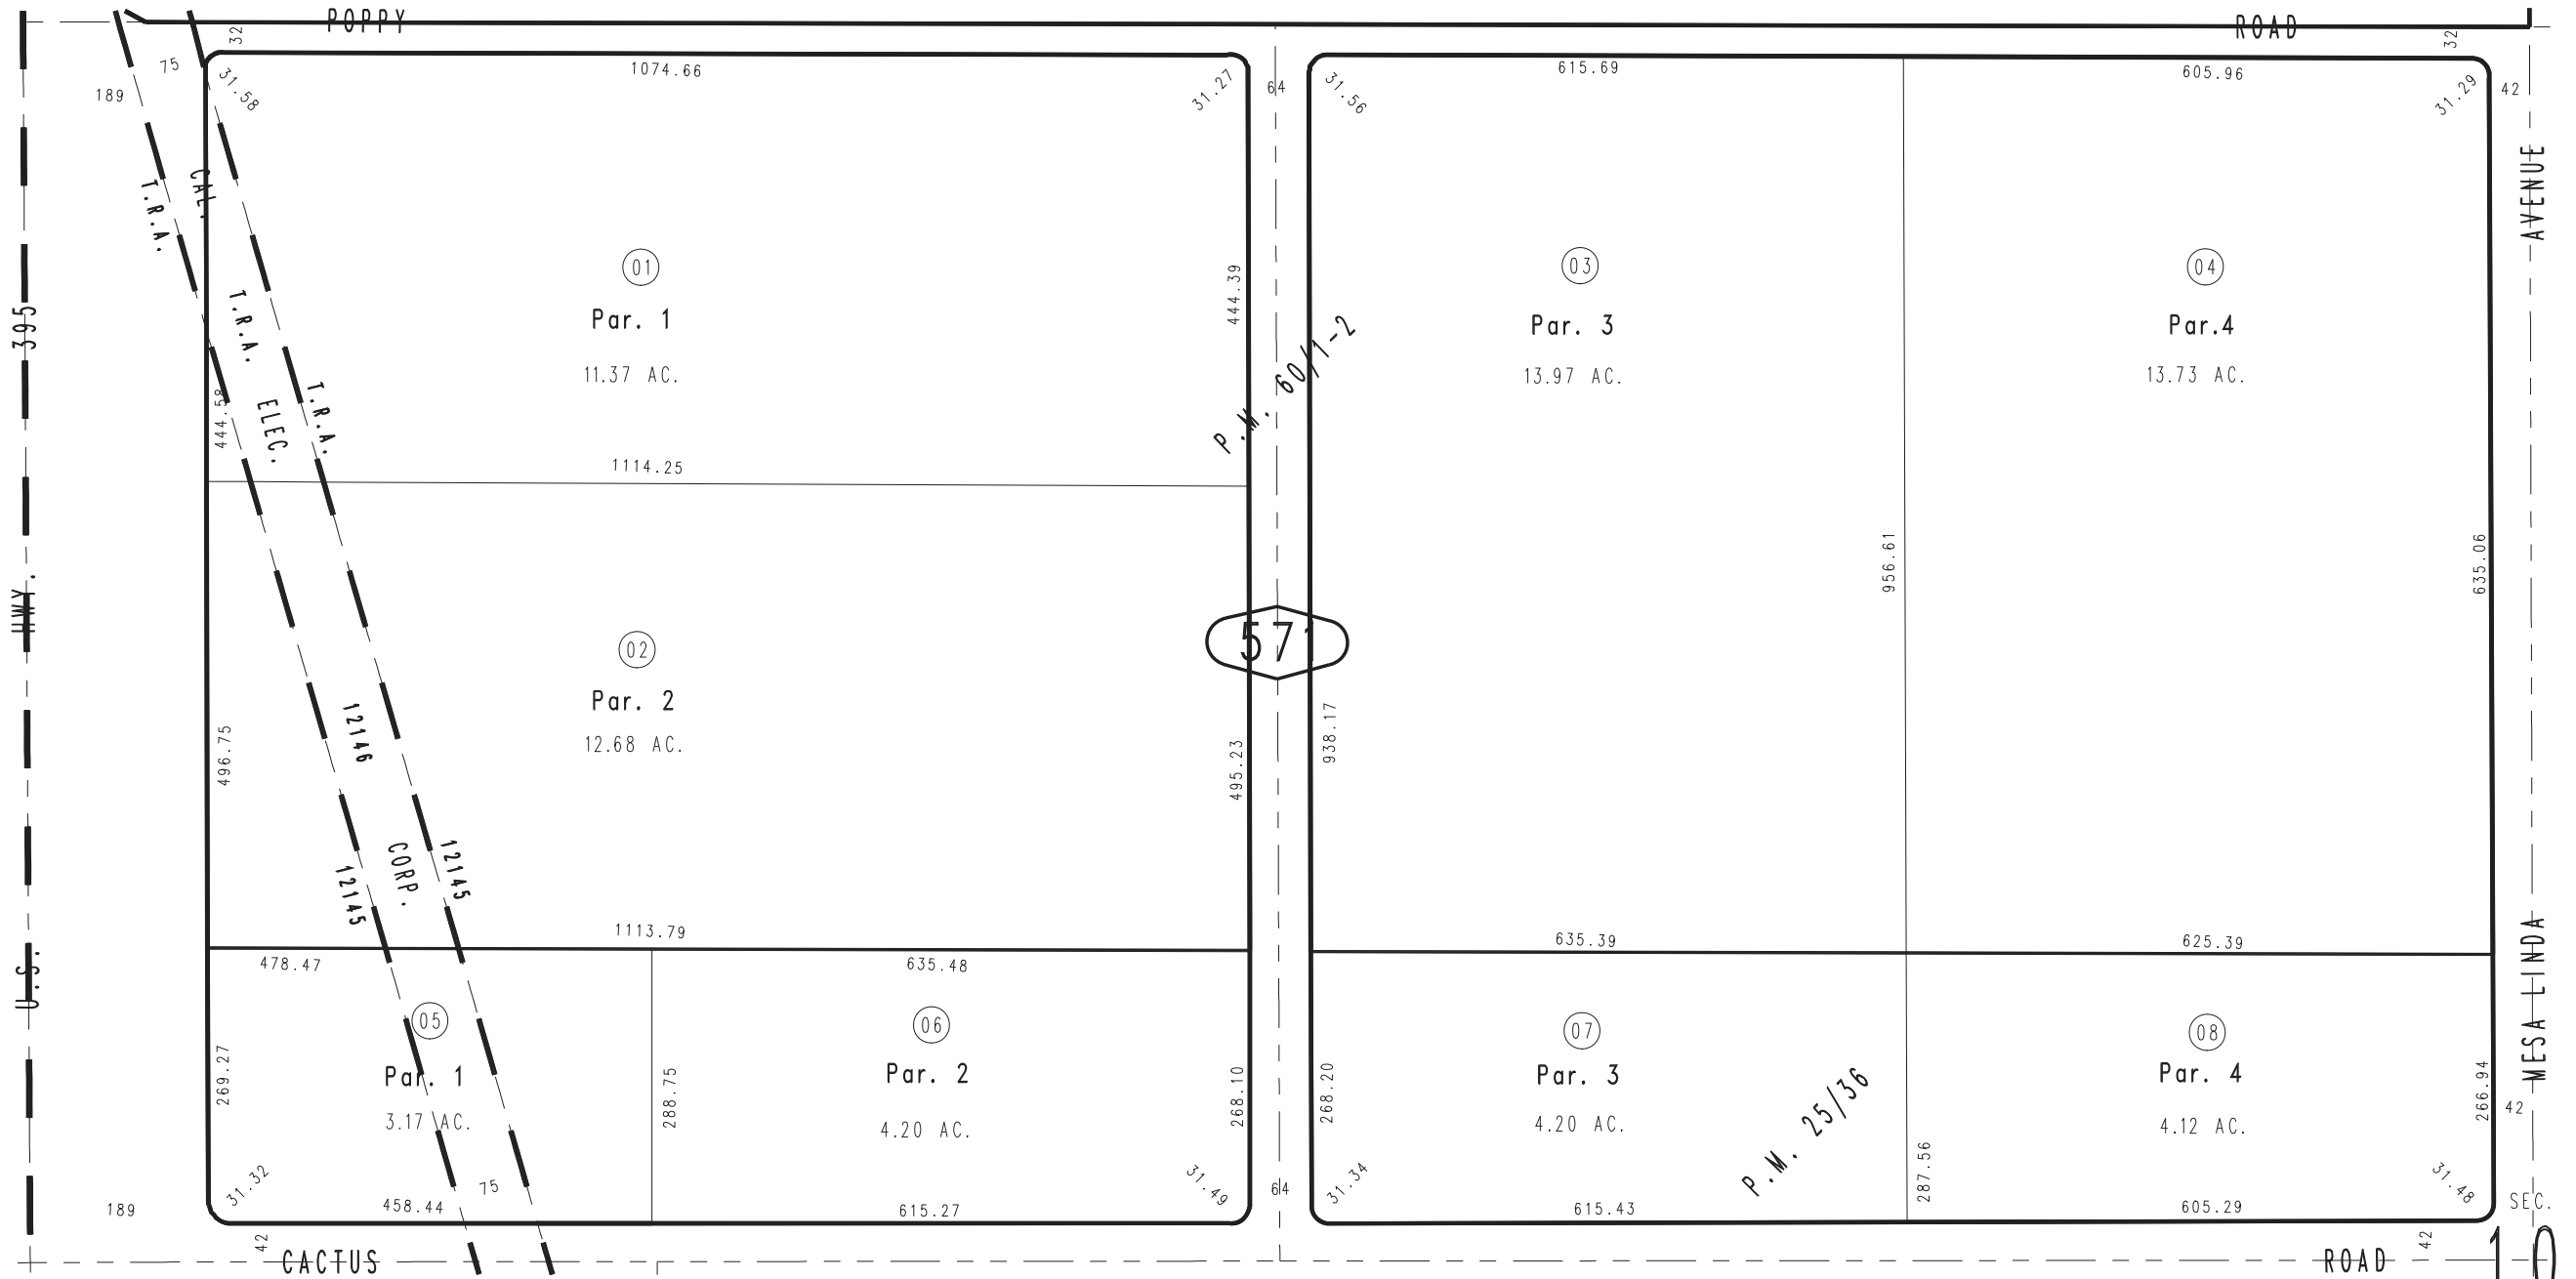 POPPY
ROAD
32
32
75
189
31.58
1074.66
31.27
64
31.56
615.69
605.96
31.29
42
AVENUE
T.R.A.
CAL.
T.R.A.
ELEC.
T.R.A.
395
HWY.
U.S.
444.58
01
Par. 1
11.37 AC.
1114.25
444.39
P.M. 60/1-2
03
Par. 3
13.97 AC.
04
Par.4
13.73 AC.
02
Par. 2
12.68 AC.
496.75
495.23
571
938.17
956.61
635.06
12146
12145
CORP.
12145
1113.79
635.39
625.39
478.47
635.48
05
Par. 1
3.17 AC.
269.27
288.75
06
Par. 2
4.20 AC.
268.10
268.20
07
Par. 3
4.20 AC.
P.M. 25/36
287.56
08
Par. 4
4.12 AC.
266.94
42
MESA LINDA
189
31.32
458.44
75
615.27
31.49
64
31.34
615.43
605.29
31.48
SEC.
10
42
CACTUS
42
ROAD